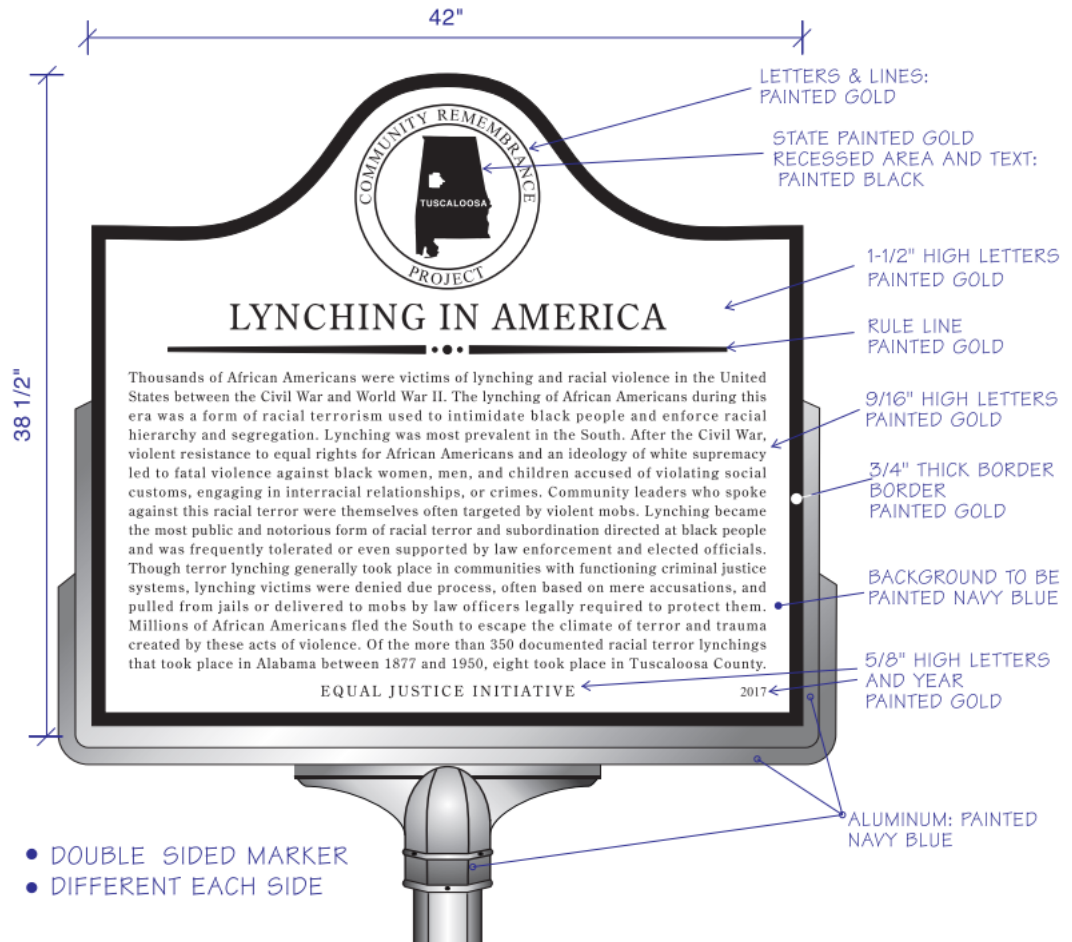 42"
38 1/2"
COMMUNITY REMEMBRANCE
TUSCALOOSA
PROJECT
LYNCHING IN AMERICA
Thousands of African Americans were victims of lynching and racial violence in the United
States between the Civil War and World War II. The lynching of African Americans during this
era was a form of racial terrorism used to intimidate black people and enforce racial
hierarchy and segregation. Lynching was most prevalent in the South. After the Civil War,
violent resistance to equal rights for African Americans and an ideology of white supremacy
led to fatal violence against black women, men, and children accused of violating social
customs, engaging in interracial relationships, or crimes. Community leaders who spoke
against this racial terror were themselves often targeted by violent mobs. Lynching became
the most public and notorious form of racial terror and subordination directed at black people
and was frequently tolerated or even supported by law enforcement and elected officials.
Though terror lynching generally took place in communities with functioning criminal justice
systems, lynching victims were denied due process, often based on mere accusations, and
pulled from jails or delivered to mobs by law officers legally required to protect them.
Millions of African Americans fled the South to escape the climate of terror and trauma
created by these acts of violence. Of the more than 350 documented racial terror lynchings
that took place in Alabama between 1877 and 1950, eight took place in Tuscaloosa County.
EQUAL JUSTICE INITIATIVE
2017
LETTERS & LINES:
PAINTED GOLD
STATE PAINTED GOLD
RECESSED AREA AND TEXT:
PAINTED BLACK
1-1/2" HIGH LETTERS
PAINTED GOLD
RULE LINE
PAINTED GOLD
9/16" HIGH LETTERS
PAINTED GOLD
3/4" THICK BORDER
BORDER
PAINTED GOLD
BACKGROUND TO BE
PAINTED NAVY BLUE
5/8" HIGH LETTERS
AND YEAR
PAINTED GOLD
ALUMINUM: PAINTED
NAVY BLUE
• DOUBLE SIDED MARKER
• DIFFERENT EACH SIDE